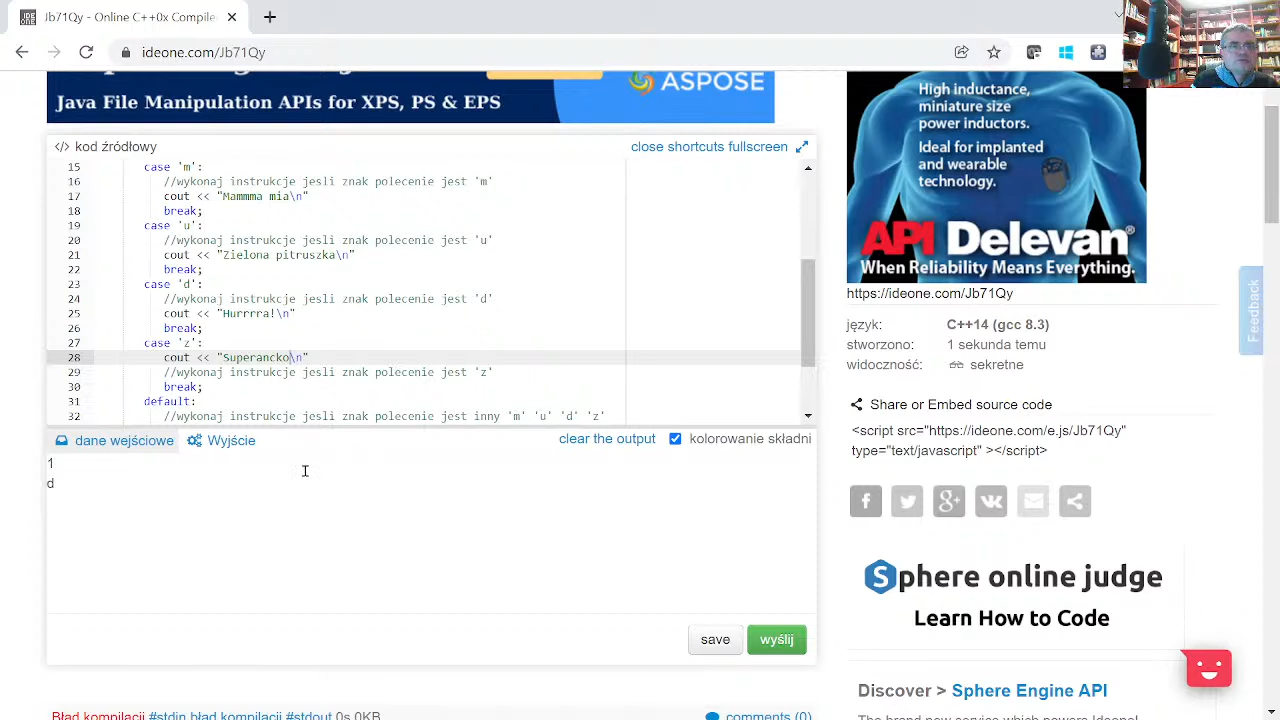 Jb71Qy - Online C++0x Compile
ideone.com/Jb71Qy
ASPOSE
Java File Manipulation APIs for XPS, PS & EPS
</> kod źródłowy
close shortcuts fullscreen
15 case 'm':
16 //wykonaj instrukcje jesli znak polecenie jest 'm'
17 cout << "Mammma mia\n"
18 break;
19 case 'u':
20 //wykonaj instrukcje jesli znak polecenie jest 'u'
21 cout << "Zielona pitruszka\n"
22 break;
23 case 'd':
24 //wykonaj instrukcje jesli znak polecenie jest 'd'
25 cout << "Hurrrra!\n"
26 break;
27 case 'z':
28 cout << "Superancko\n"
29 //wykonaj instrukcje jesli znak polecenie jest 'z'
30 break;
31 default:
32 //wykonaj instrukcje jesli znak polecenie jest inny 'm' 'u' 'd' 'z'
dane wejściowe Wyjście
clear the output kolorowanie składni
1
d
save wyślij
Błąd kompilacji #stdin błąd kompilacji #stdout 0s 0KB
comments (0)
High inductance,
miniature size
power inductors.
Ideal for implanted
and wearable
technology.
API Delevan®
When Reliability Means Everything.
https://ideone.com/Jb71Qy
język: C++14 (gcc 8.3)
stworzono: 1 sekunda temu
widoczność: sekretne
Share or Embed source code
<script src="https://ideone.com/e.js/Jb71Qy"
type="text/javascript" ></script>
Sphere online judge
Learn How to Code
Discover > Sphere Engine API
Feedback